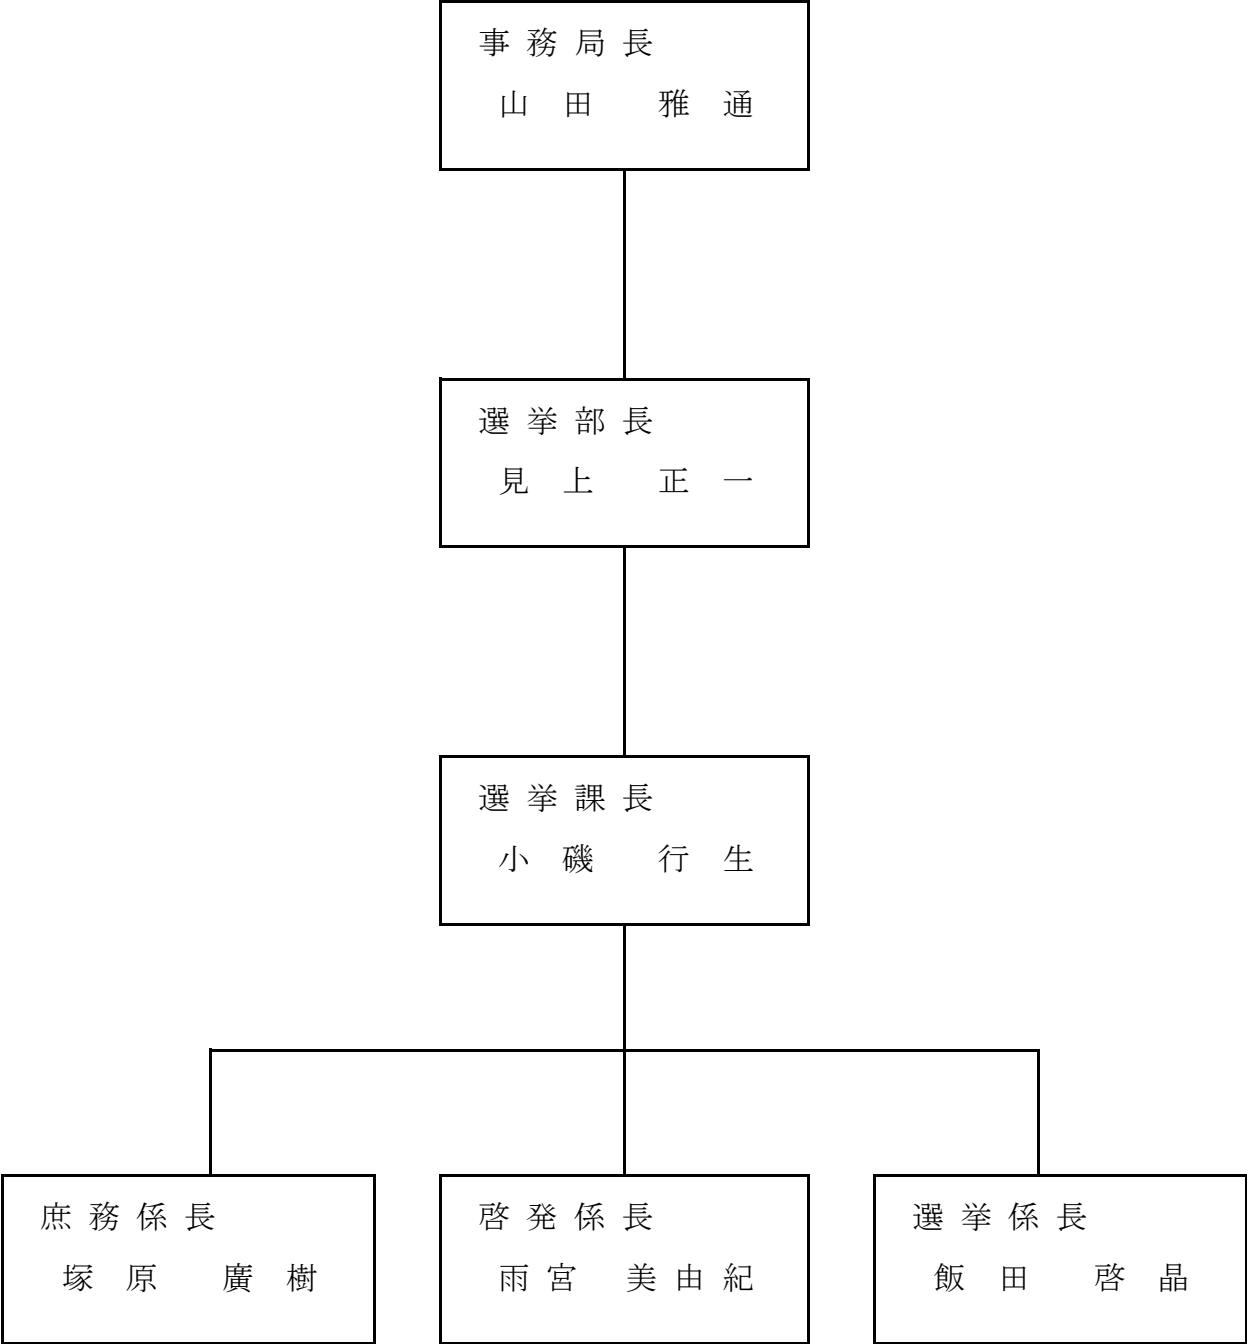 事務局長
山田　雅通
選挙部長
見上　正一
選挙課長
小磯　行生
庶務係長
塚原　廣樹
啓発係長
雨宮　美由紀
選挙係長
飯田　啓晶